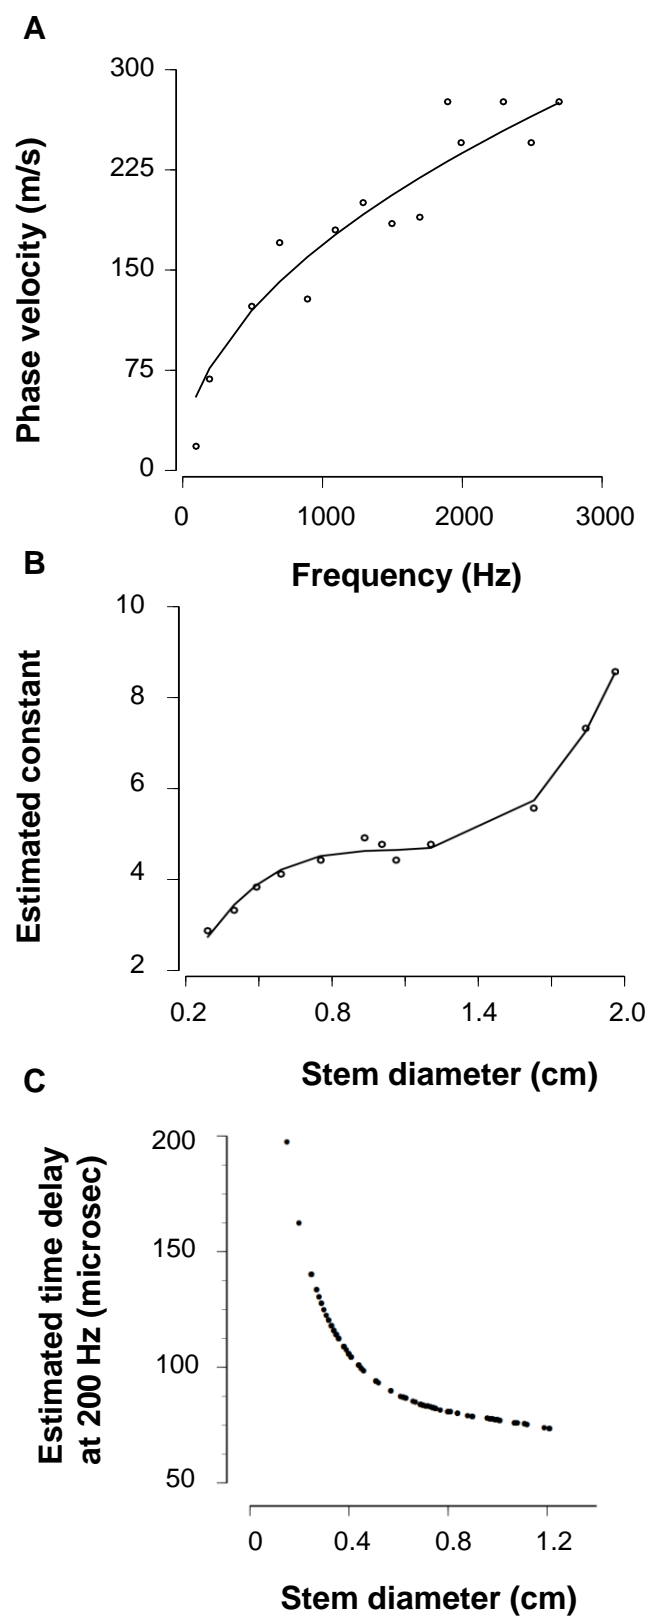 A
300
225
150
75
0
Phase velocity (m/s)
0 1000 2000 3000
Frequency (Hz)
B
10
8
6
4
2
Estimated constant
0.2 0.8 1.4 2.0
Stem diameter (cm)
C
200
150
100
50
Estimated time delay
at 200 Hz (microsec)
0 0.4 0.8 1.2
Stem diameter (cm)